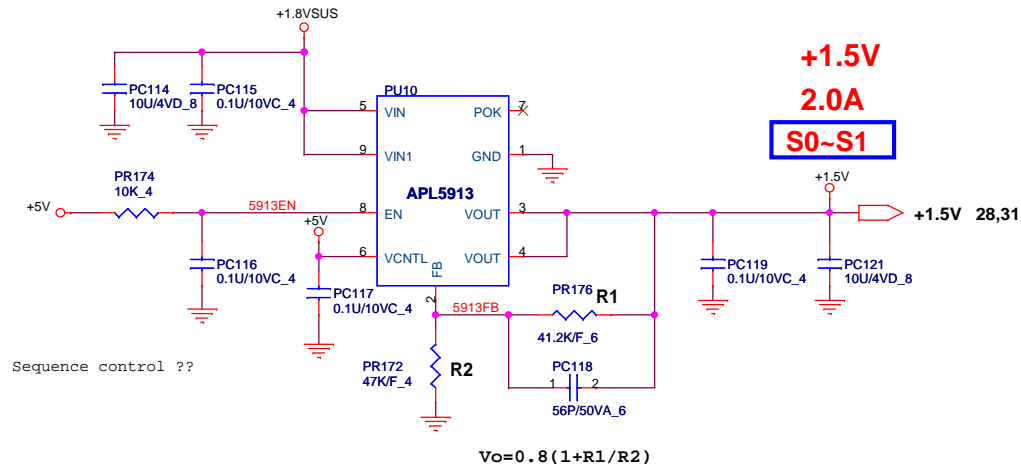 +1.8VSUS
PC114
10U/4VD_8
PC115
0.1U/10VC_4
PU10
5
VIN
POK
7
9
VIN1
GND
1
APL5913
+5V
PR174
10K_4
5913EN
8
EN
VOUT
3
+5V
6
VCNTL
VOUT
4
FB
2
PC116
0.1U/10VC_4
PC117
0.1U/10VC_4
5913FB
PR176
R1
41.2K/F_6
PR172
47K/F_4
R2
PC118
1
2
56P/50VA_6
PC119
0.1U/10VC_4
PC121
10U/4VD_8
+1.5V
2.0A
S0~S1
+1.5V
+1.5V 28,31
Sequence control ??
Vo=0.8(1+R1/R2)